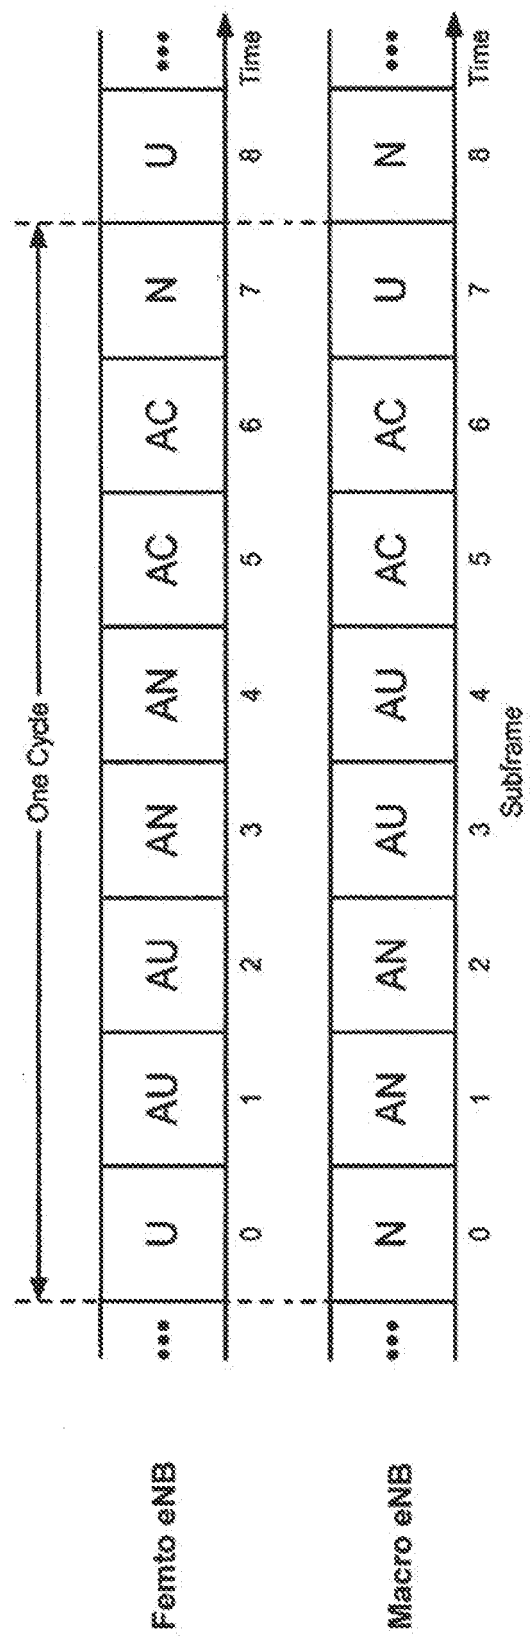 One Cycle
Femto eNB ••• U AU AU AN AN AC AC N U •••
0 1 2 3 4 5 6 7 8 Time
Macro eNB ••• N AN AN AU AU AC AC U N •••
0 1 2 3 4 5 6 7 8 Time
Subframe